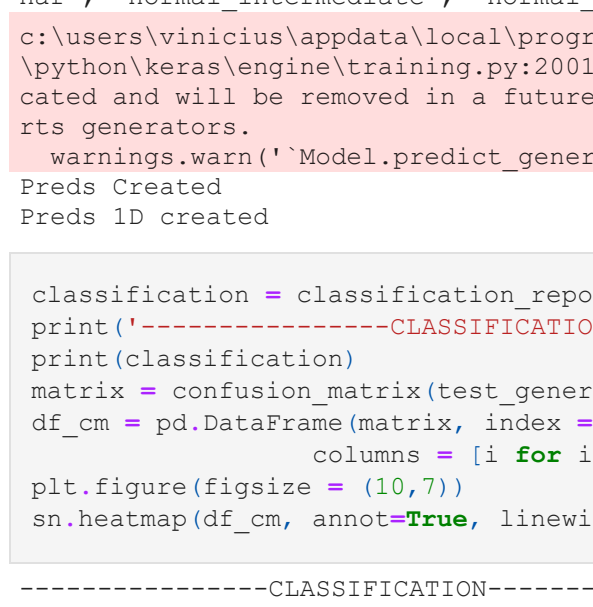 nal', 'normal_intermediate', 'normal_
c:\users\vinicius\appdata\local\progr
\python\keras\engine\training.py:2001
cated and will be removed in a future
rts generators.
  warnings.warn('`Model.predict_gener
Preds Created
Preds 1D created
classification = classification_repo
print('----------------CLASSIFICATIO
print(classification)
matrix = confusion_matrix(test_gener
df_cm = pd.DataFrame(matrix, index =
                  columns = [i for i
plt.figure(figsize = (10,7))
sn.heatmap(df_cm, annot=True, linewi
----------------CLASSIFICATION-------